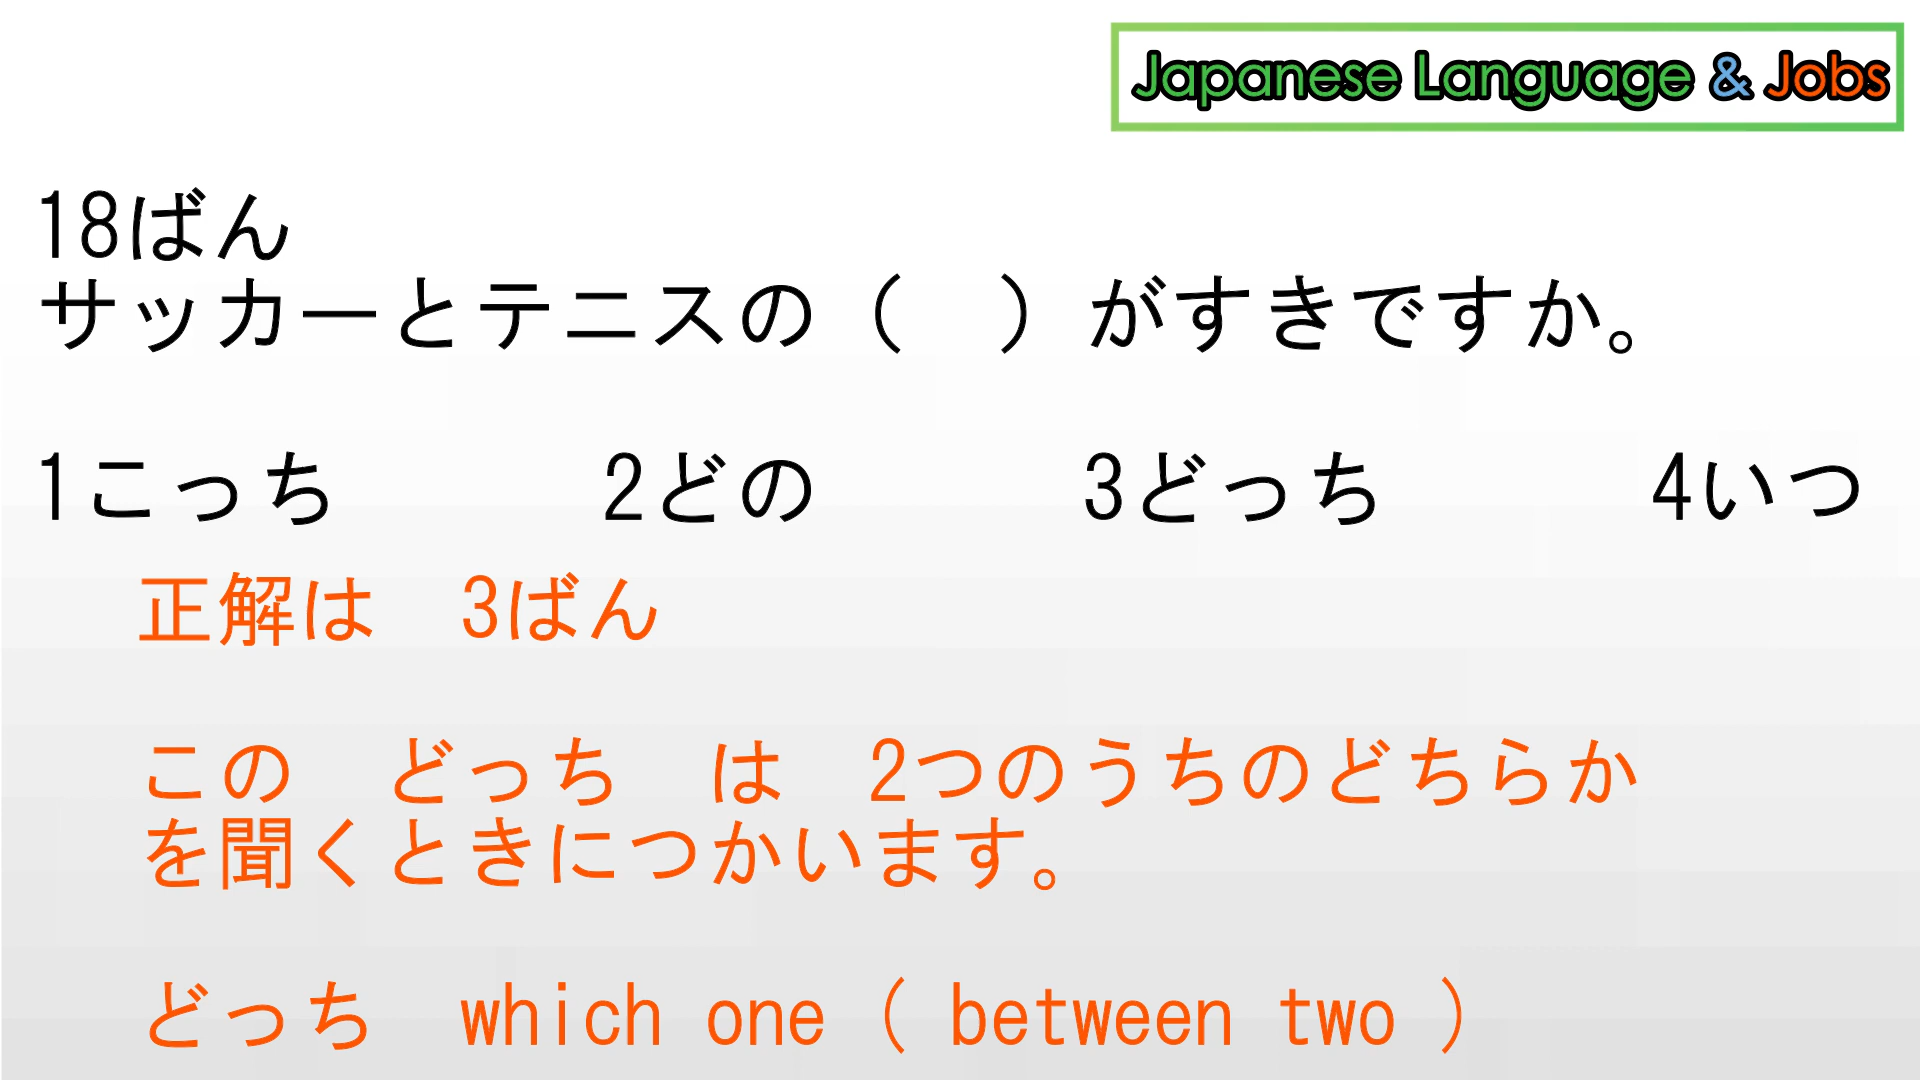 Japanese Language & Jobs
18ばん
サッカーとテニスの（　）がすきですか。
1こっち　　　2どの　　　3どっち　　　4いつ
正解は　3ばん
この　どっち　は　2つのうちのどちらか
を聞くときにつかいます。
どっち　which one ( between two )